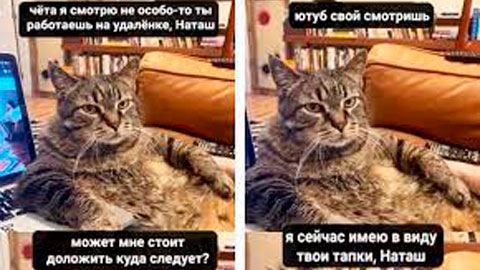 чёта я смотрю не особо-то ты
работаешь на удалёнке, Наташ
может мне стоит
доложить куда следует?
ютуб свой смотришь
я сейчас имею в виду
твои тапки, Наташ